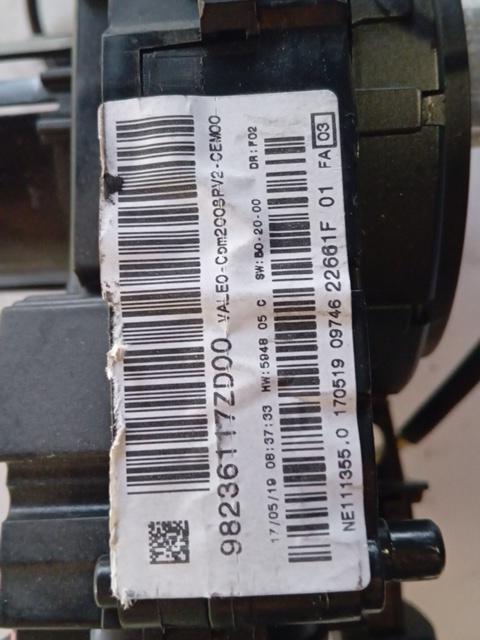 98236117ZD00 VALEO-Com2008PV2-CEM00
17/05/19 08:37:33 HW:5948 05 C SW:B0-20-00 DR:F02
NE111355.0 170519 09746 22661F 01 FA 03